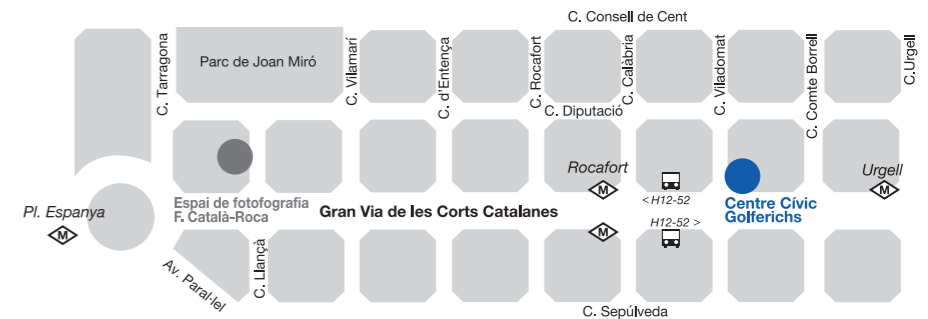 C. Consell de Cent
C. Tarragona
Parc de Joan Miró
C. Vilamarí
C. d'Entença
C. Rocafort
C. Calàbria
C. Viladomat
C. Comte Borrell
C.Urgell
C. Diputació
Rocafort
M
Urgell
M
Pl. Espanya
M
Espai de fotofografia
F. Català-Roca
Gran Via de les Corts Catalanes
< H12-52
H12-52 >
M
Centre Cívic
Golferichs
Av. Paral·lel
C. Llançà
C. Sepúlveda